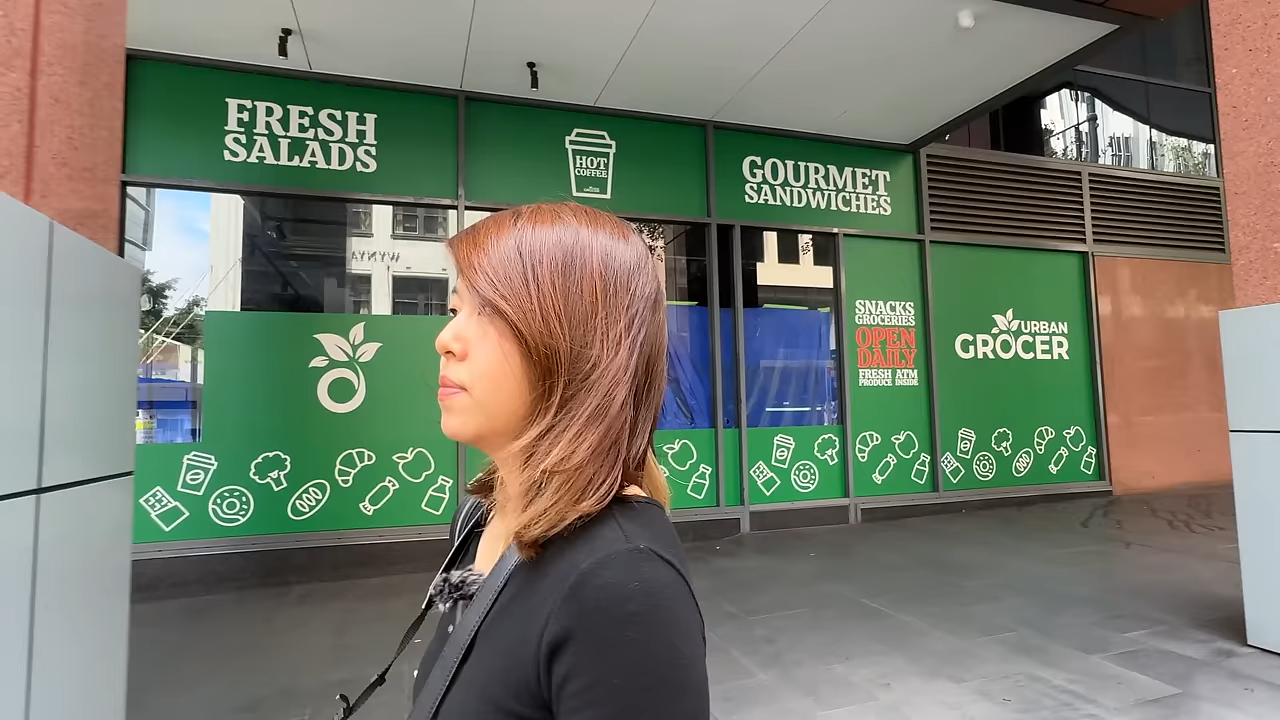 FRESH
SALADS
HOT
COFFEE
GOURMET
SANDWICHES
SNACKS
GROCERIES
OPEN
DAILY
FRESH ATM
PRODUCE INSIDE
URBAN
GROCER